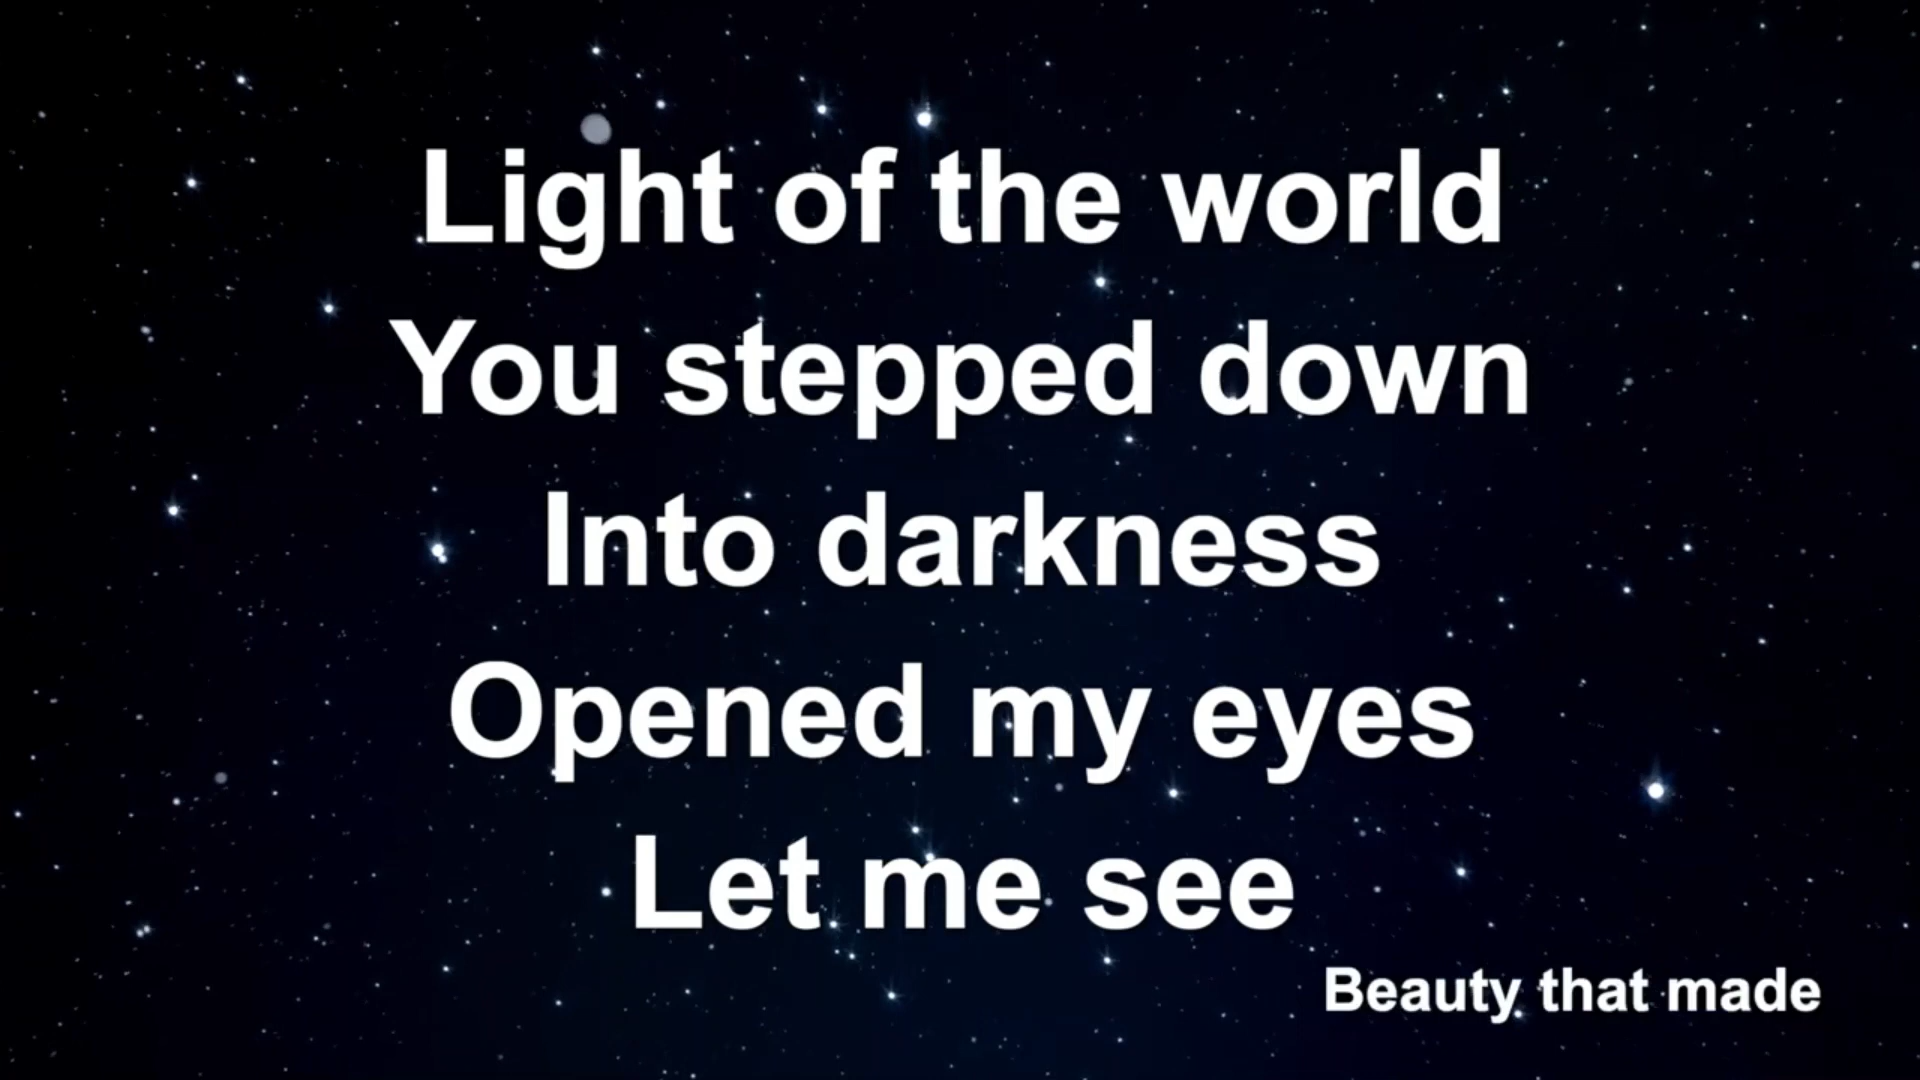 Light of the world
You stepped down
Into darkness
Opened my eyes
Let me see
Beauty that made